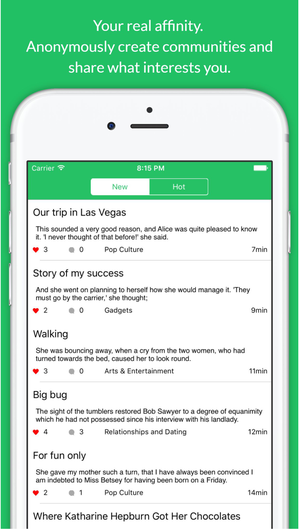 Your real affinity.
Anonymously create communities and
share what interests you.
Carrier
8:15 PM
New
Hot
Our trip in Las Vegas
This sounded a very good reason, and Alice was quite pleased to know
it. 'I never thought of that before!' she said.
3 0 Pop Culture 7min
Story of my success
And she went on planning to herself how she would manage it. 'They
must go by the carrier,' she thought;
2 0 Gadgets 9min
Walking
She was bouncing away, when a cry from the two women, who had
turned towards the bed, caused her to look round.
3 0 Arts & Entertainment 11min
Big bug
The sight of the tumblers restored Bob Sawyer to a degree of equanimity
which he had not possessed since his interview with his landlady.
4 3 Relationships and Dating 12min
For fun only
She gave my mother such a turn, that I have always been convinced I
am indebted to Miss Betsey for having been born on a Friday.
2 1 Pop Culture 14min
Where Katharine Hepburn Got Her Chocolates